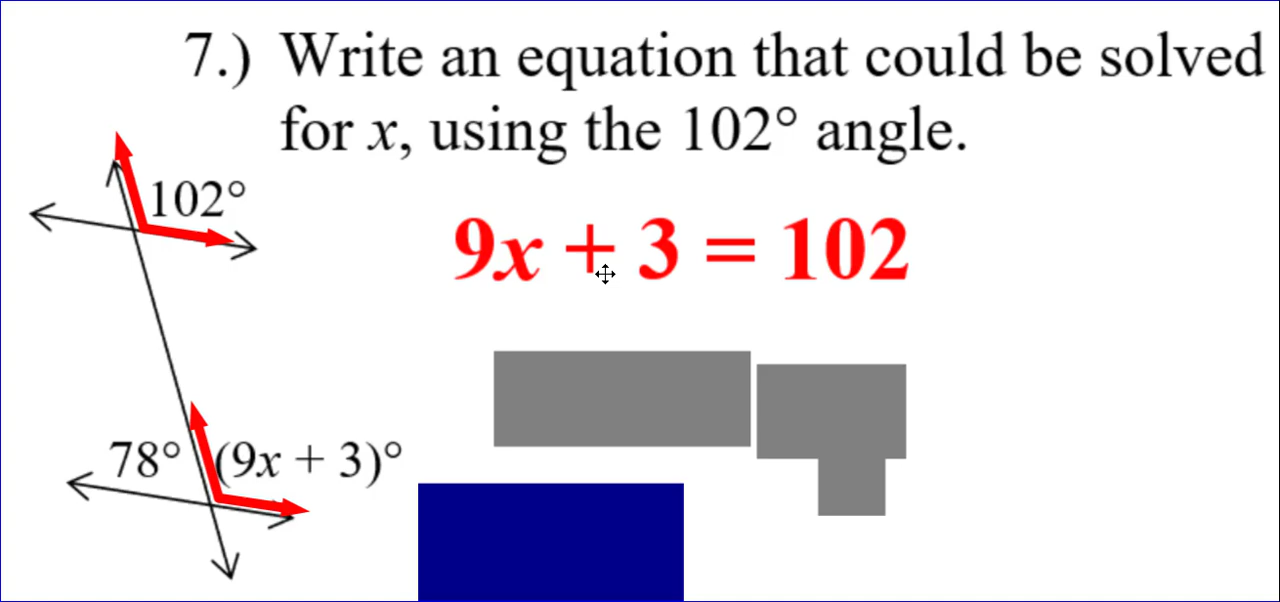 7.) Write an equation that could be solved
for x, using the 102° angle.
102°
9x + 3 = 102
78° (9x + 3)°